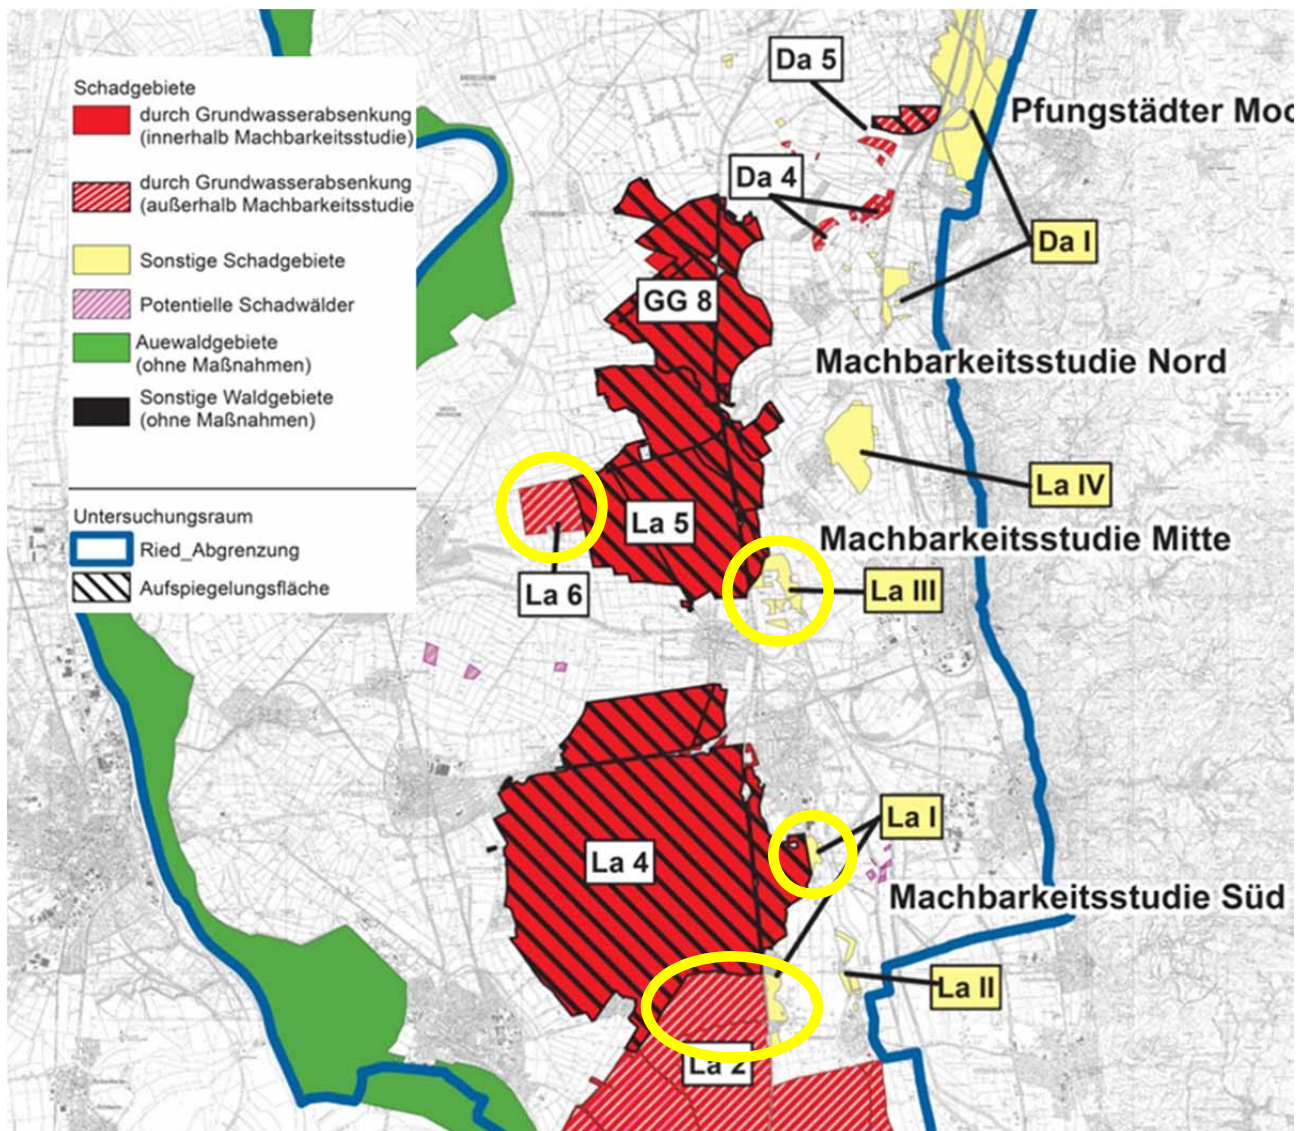 Schadgebiete
durch Grundwasserabsenkung
(innerhalb Machbarkeitsstudie)
durch Grundwasserabsenkung
(außerhalb Machbarkeitsstudie
Sonstige Schadgebiete
Potentielle Schadwälder
Auewaldgebiete
(ohne Maßnahmen)
Sonstige Waldgebiete
(ohne Maßnahmen)
Untersuchungsraum
Ried_Abgrenzung
Aufspiegelungsfläche
Da 5
Pfungstädter Moo
Da 4
Da I
GG 8
Machbarkeitsstudie Nord
La IV
La 5
Machbarkeitsstudie Mitte
La 6
La III
La I
La 4
Machbarkeitsstudie Süd
La II
La 2